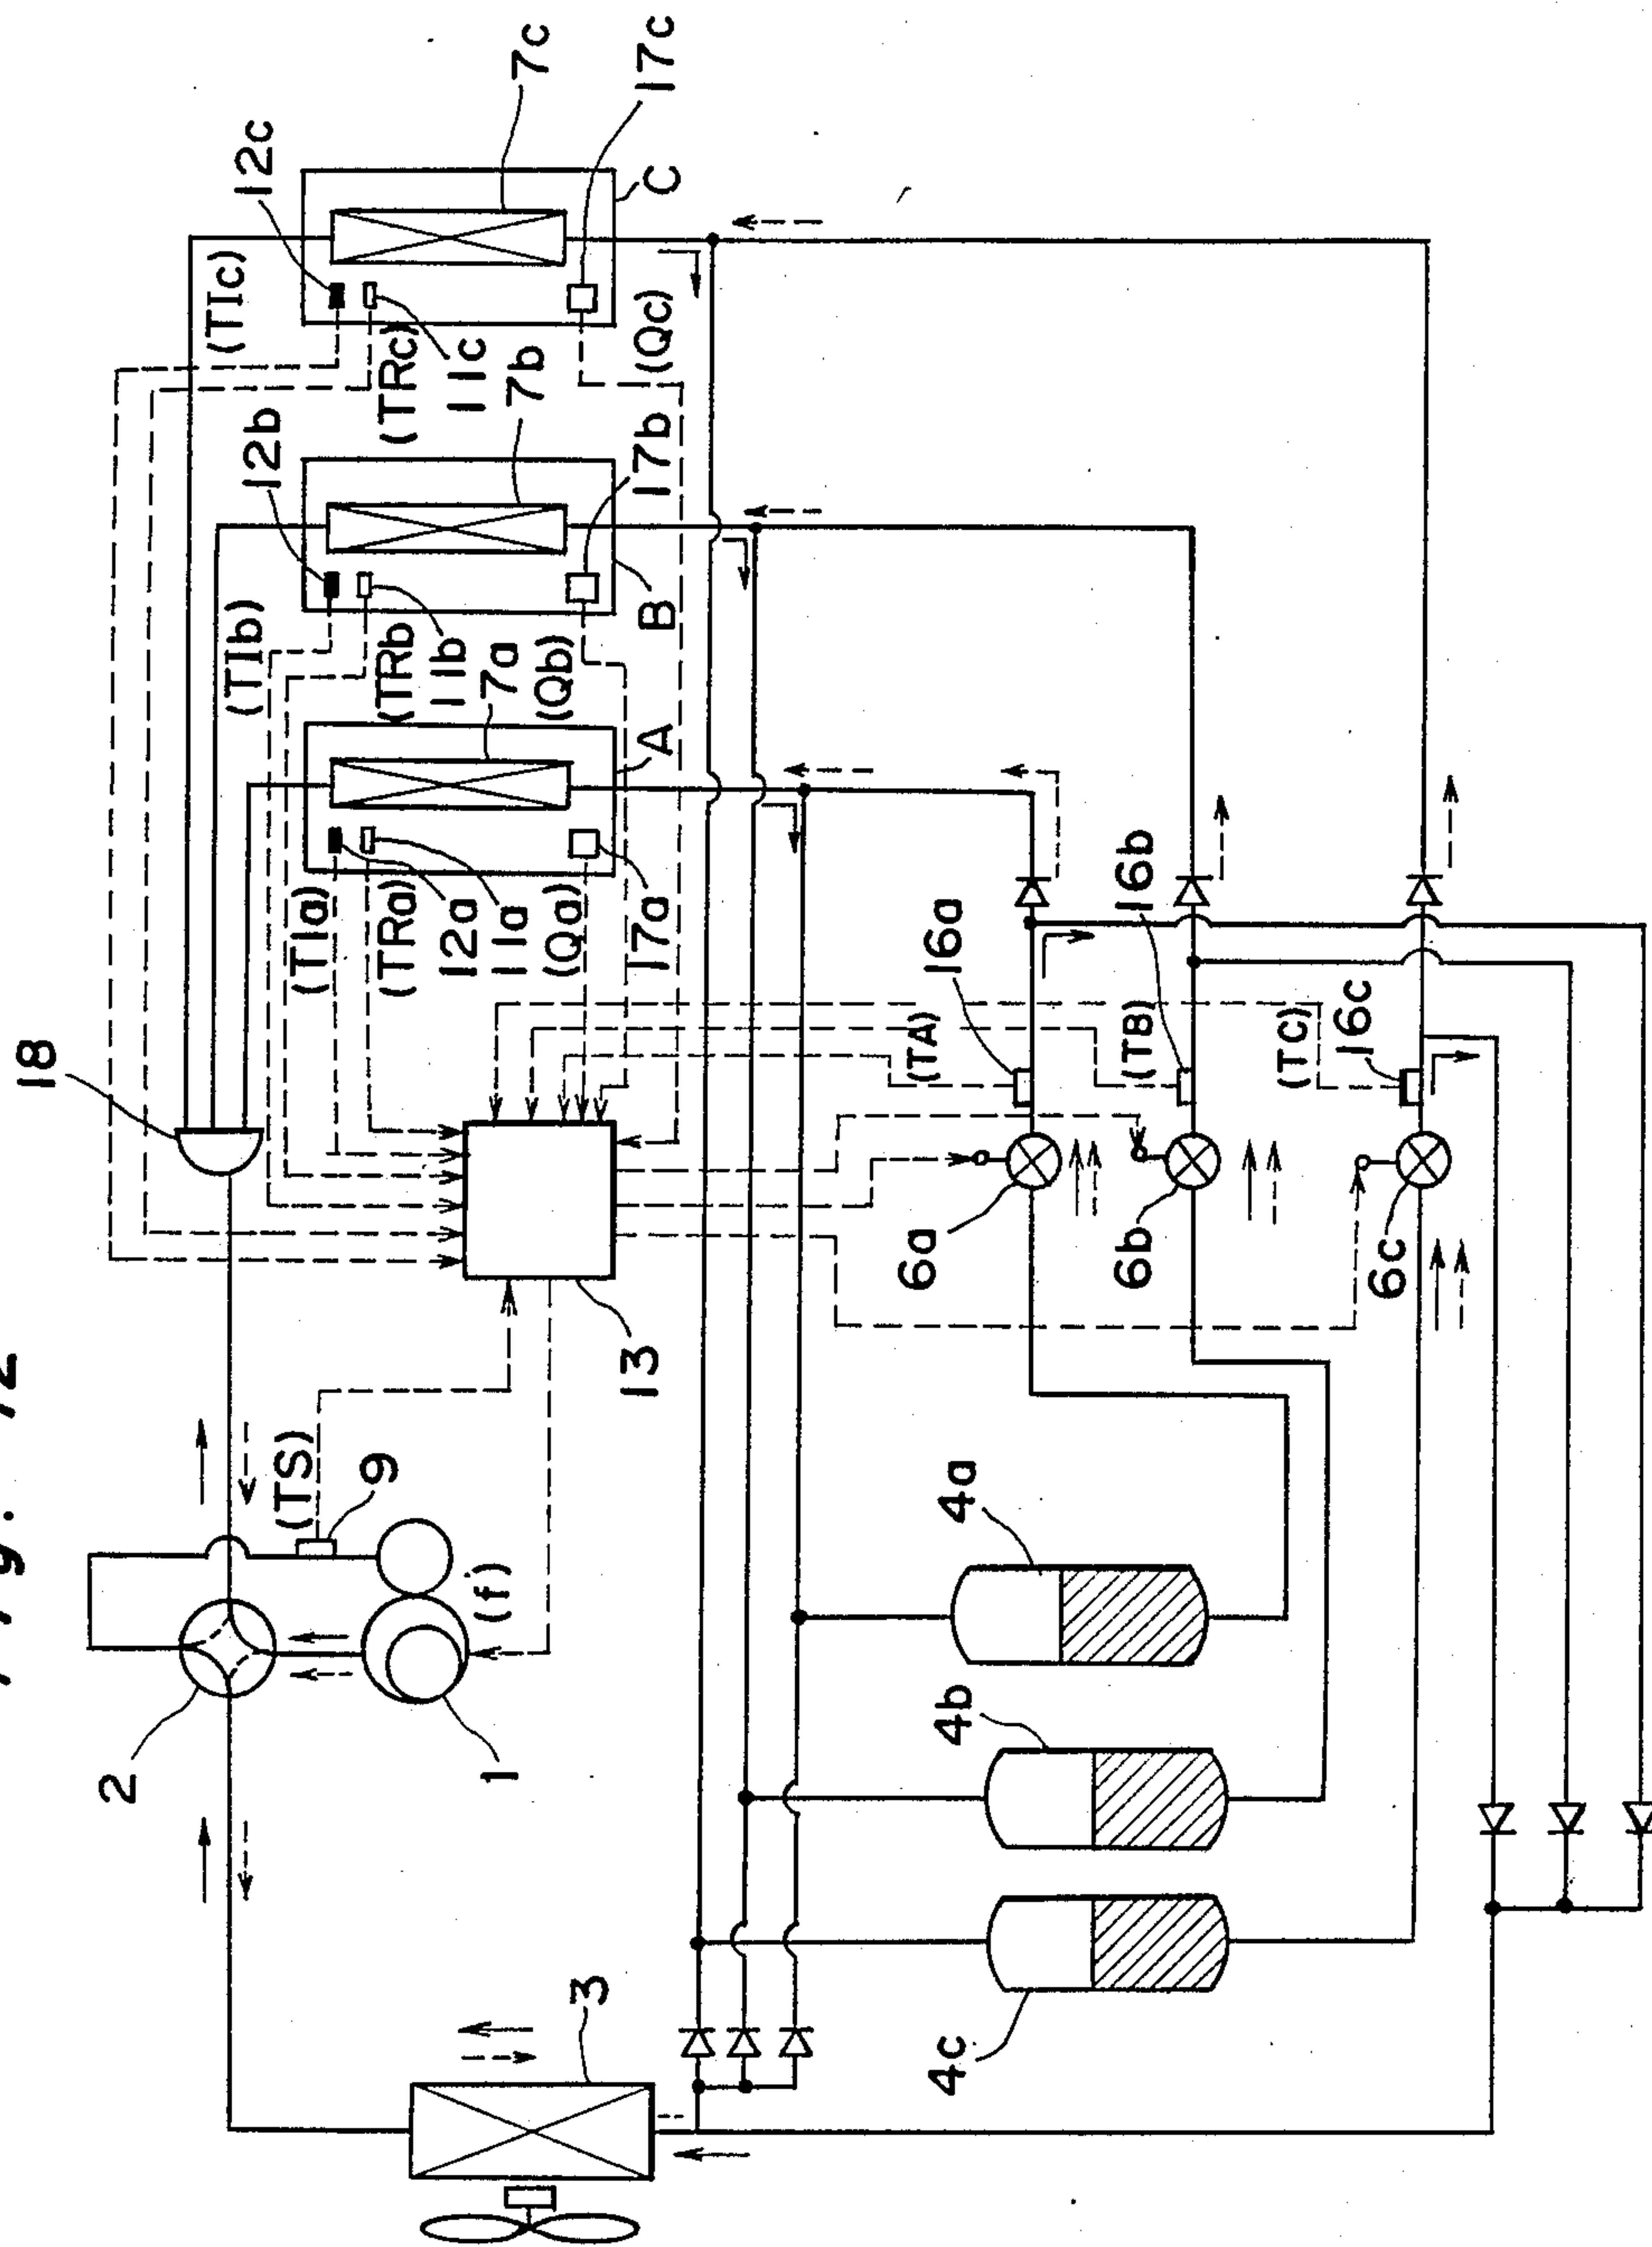 Fig. 12
18
2
1
(f)
9
(TS)
3
13
12c
(TIc)
7c
17c
C
(TRc)
11c
(Qc)
12b
(TIb)
7b
17b
B
(TRb
11b
(Qb)
7a
A
(TIa)
(TRa)
12a
11a
(Qa)
17a
16a
(TA)
16b
(TB)
16c
(TC)
6a
6b
6c
4a
4b
4c